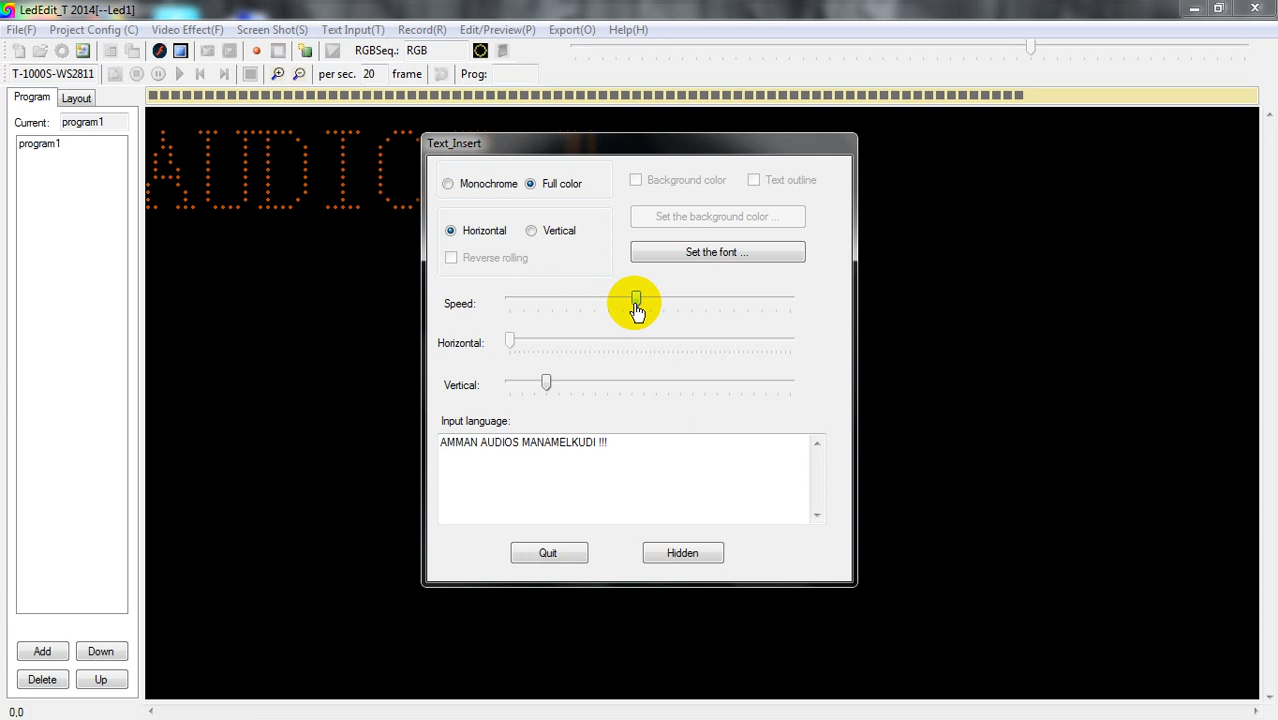 LedEdit_T 2014[--Led1]
File(F) Project Config (C) Video Effect(F) Screen Shot(S) Text Input(T) Record(R) Edit/Preview(P) Export(O) Help(H)
RGBSeq.: RGB
T-1000S-WS2811 per sec. 20 frame Prog:
Program Layout
Current: program1
program1
AUDIO
Text_Insert
Monochrome Full color Background color Text outline
Set the background color ...
Horizontal Vertical
Set the font ...
Reverse rolling
Speed:
Horizontal:
Vertical:
Input language:
AMMAN AUDIOS MANAMELKUDI !!!
Quit Hidden
Add Down
Delete Up
0,0